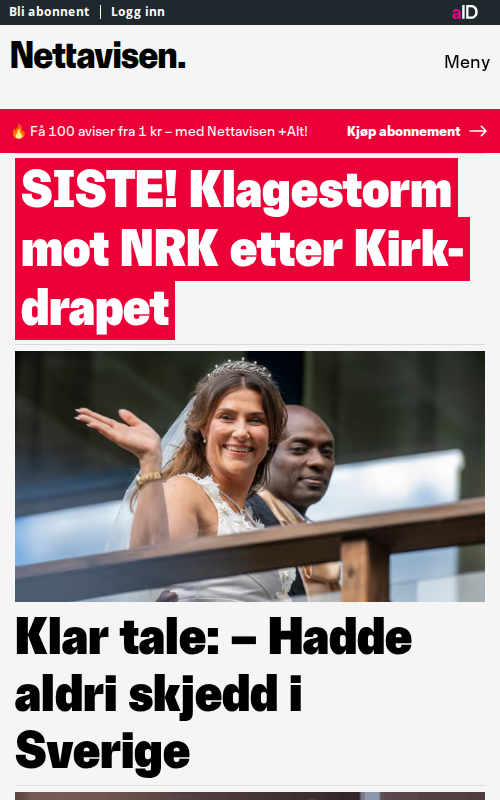 Bli abonnent | Logg inn
aID
Nettavisen.
Meny
🔥 Få 100 aviser fra 1 kr – med Nettavisen +Alt!
Kjøp abonnement →
SISTE! Klagestorm
mot NRK etter Kirk-
drapet
Klar tale: – Hadde
aldri skjedd i
Sverige